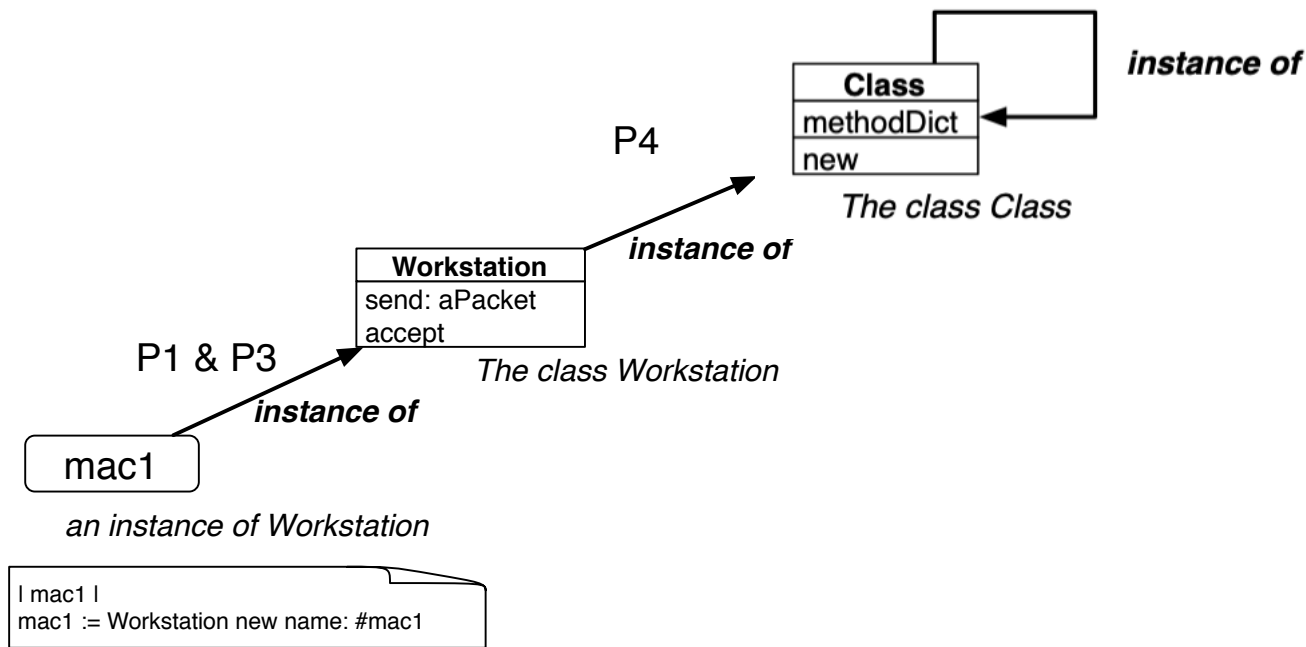 Class
methodDict
new
instance of
The class Class
P4
instance of
Workstation
send: aPacket
accept
The class Workstation
P1 & P3
instance of
mac1
an instance of Workstation
| mac1 |
mac1 := Workstation new name: #mac1